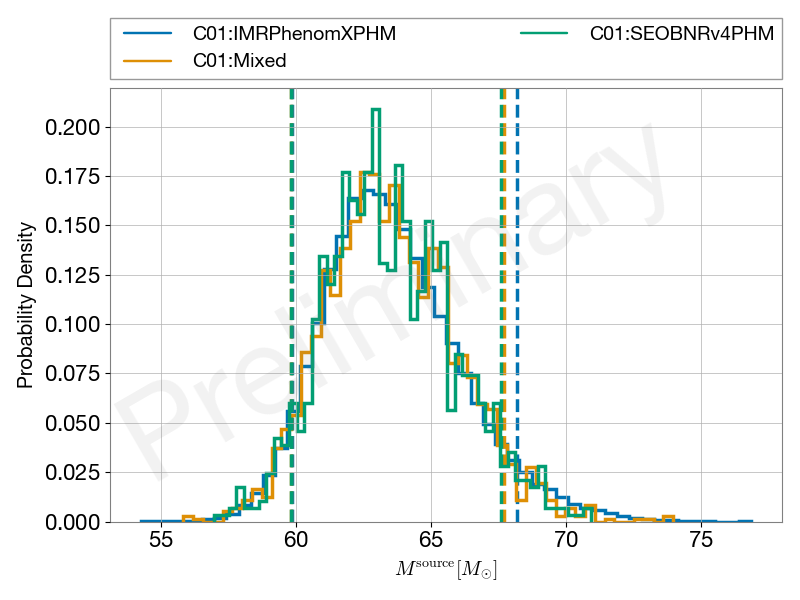 C01:IMRPhenomXPHM
C01:SEOBNRv4PHM
C01:Mixed
0.200
0.175
0.150
0.125
0.100
0.075
0.050
0.025
0.000
Probability Density
Preliminary
55 60 65 70 75
M^source [M_⊙]